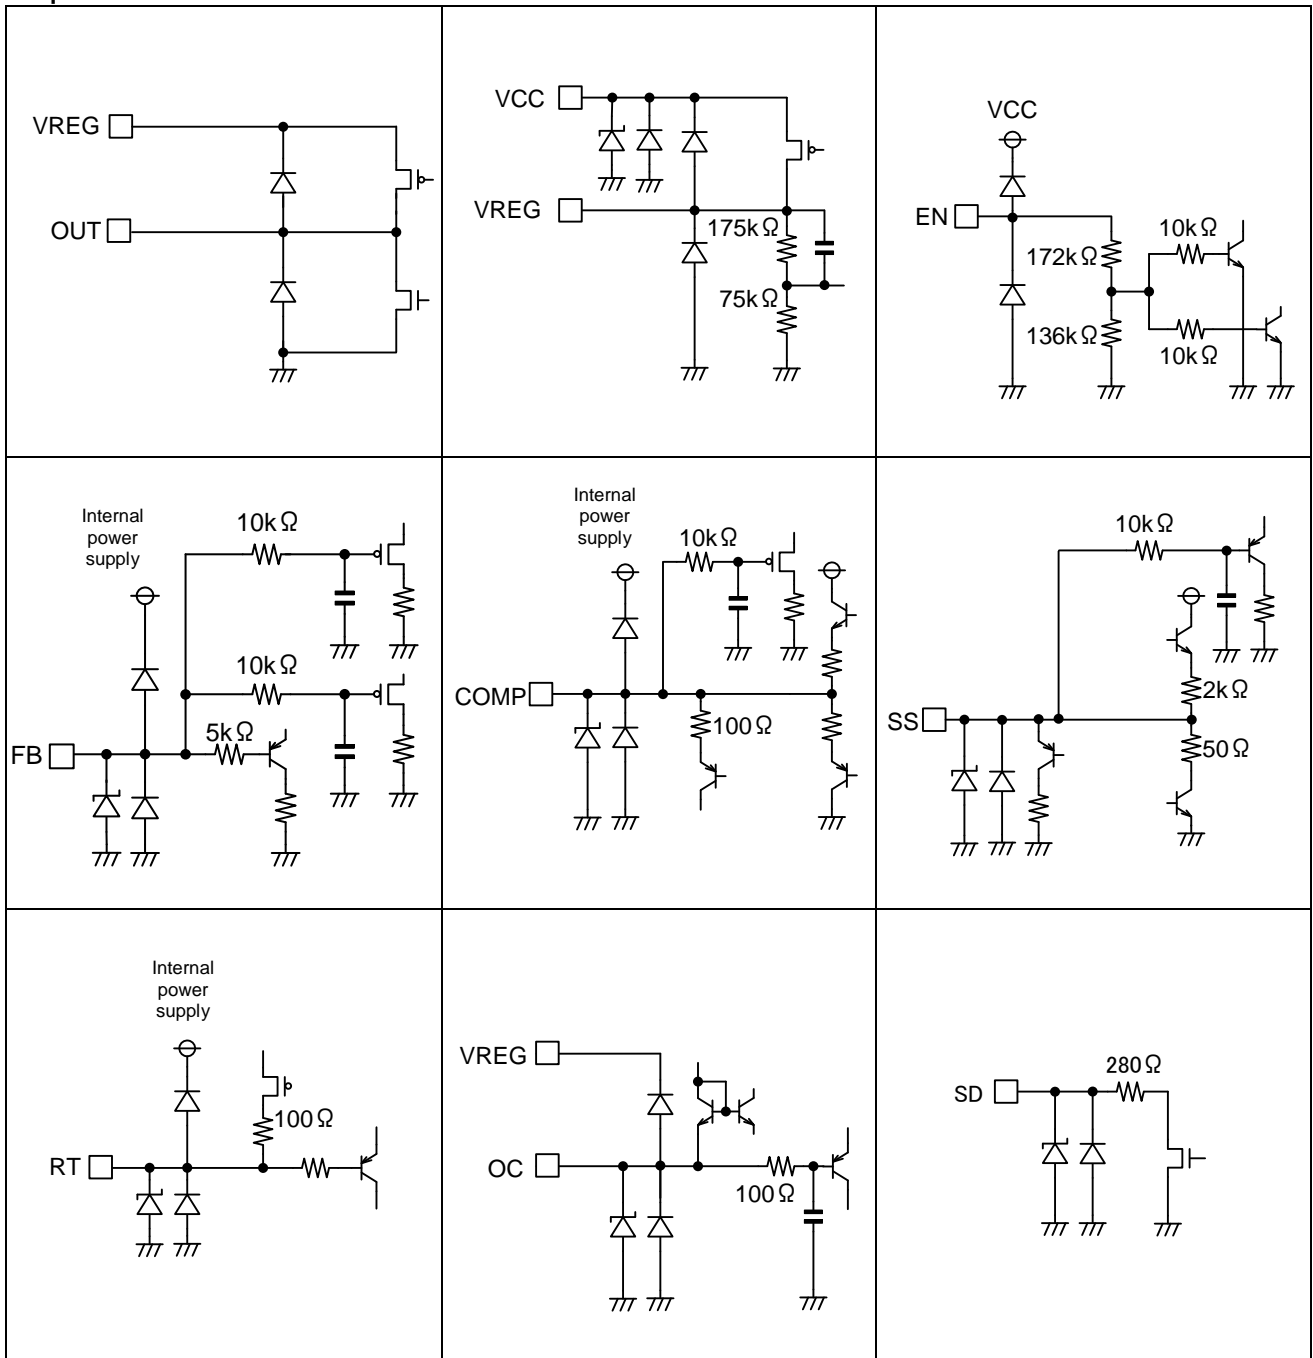 VREG
OUT
VCC
VREG
175kΩ
75kΩ
VCC
EN
10kΩ
172kΩ
136kΩ
10kΩ
Internal
power
supply
10kΩ
10kΩ
5kΩ
FB
Internal
power
supply
10kΩ
COMP
100Ω
10kΩ
2kΩ
SS
50Ω
Internal
power
supply
100Ω
RT
VREG
OC
100Ω
280Ω
SD